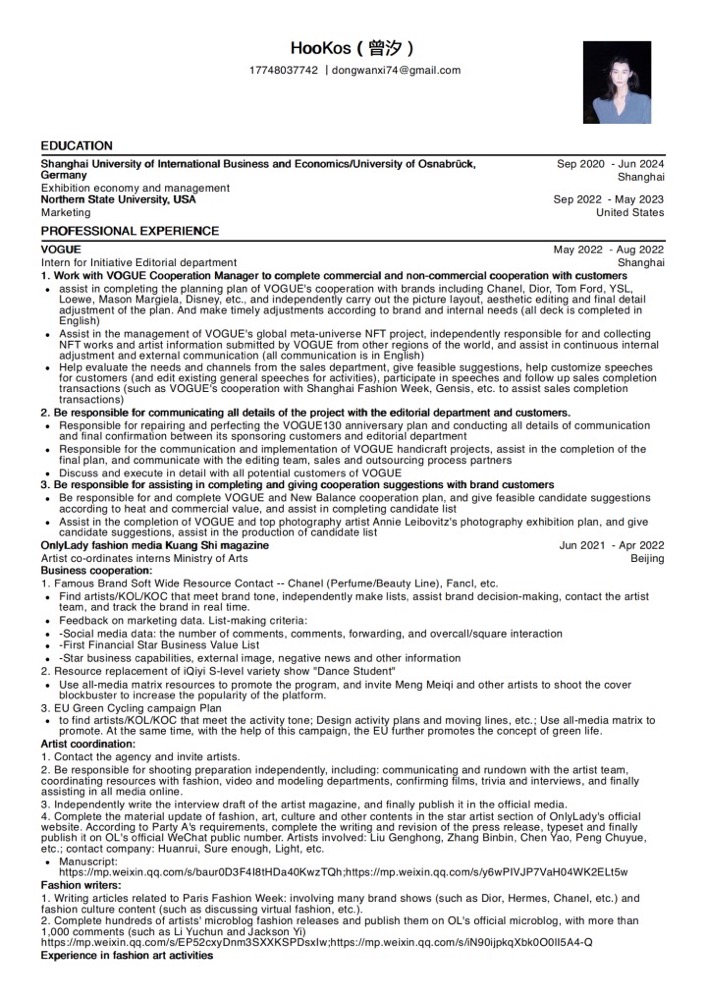 HooKos ( 曾汐 )
17748037742 | dongwanxi74@gmail.com
EDUCATION
Shanghai University of International Business and Economics/University of Osnabrück, Sep 2020 - Jun 2024
Germany Shanghai
Exhibition economy and management
Northern State University, USA Sep 2022 - May 2023
Marketing United States
PROFESSIONAL EXPERIENCE
VOGUE May 2022 - Aug 2022
Intern for Initiative Editorial department Shanghai
1. Work with VOGUE Cooperation Manager to complete commercial and non-commercial cooperation with customers
• assist in completing the planning plan of VOGUE's cooperation with brands including Chanel, Dior, Tom Ford, YSL,
Loewe, Mason Margiela, Disney, etc., and independently carry out the picture layout, aesthetic editing and final detail
adjustment of the plan. And make timely adjustments according to brand and internal needs (all deck is completed in
English)
• Assist in the management of VOGUE's global meta-universe NFT project, independently responsible for and collecting
NFT works and artist information submitted by VOGUE from other regions of the world, and assist in continuous internal
adjustment and external communication (all communication is in English)
• Help evaluate the needs and channels from the sales department, give feasible suggestions, help customize speeches
for customers (and edit existing general speeches for activities), participate in speeches and follow up sales completion
transactions (such as VOGUE's cooperation with Shanghai Fashion Week, Gensis, etc. to assist sales completion
transactions)
2. Be responsible for communicating all details of the project with the editorial department and customers.
• Responsible for repairing and perfecting the VOGUE130 anniversary plan and conducting all details of communication
and final confirmation between its sponsoring customers and editorial department
• Responsible for the communication and implementation of VOGUE handicraft projects, assist in the completion of the
final plan, and communicate with the editing team, sales and outsourcing process partners
• Discuss and execute in detail with all potential customers of VOGUE
3. Be responsible for assisting in completing and giving cooperation suggestions with brand customers
• Be responsible for and complete VOGUE and New Balance cooperation plan, and give feasible candidate suggestions
according to heat and commercial value, and assist in completing candidate list
• Assist in the completion of VOGUE and top photography artist Annie Leibovitz's photography exhibition plan, and give
candidate suggestions, assist in the production of candidate list
OnlyLady fashion media Kuang Shi magazine Jun 2021 - Apr 2022
Artist co-ordinates interns Ministry of Arts Beijing
Business cooperation:
1. Famous Brand Soft Wide Resource Contact -- Chanel (Perfume/Beauty Line), Fancl, etc.
• Find artists/KOL/KOC that meet brand tone, independently make lists, assist brand decision-making, contact the artist
team, and track the brand in real time.
• Feedback on marketing data. List-making criteria:
• -Social media data: the number of comments, comments, forwarding, and overcall/square interaction
• -First Financial Star Business Value List
• -Star business capabilities, external image, negative news and other information
2. Resource replacement of iQiyi S-level variety show "Dance Student"
• Use all-media matrix resources to promote the program, and invite Meng Meiqi and other artists to shoot the cover
blockbuster to increase the popularity of the platform.
3. EU Green Cycling campaign Plan
• to find artists/KOL/KOC that meet the activity tone; Design activity plans and moving lines, etc.; Use all-media matrix to
promote. At the same time, with the help of this campaign, the EU further promotes the concept of green life.
Artist coordination:
1. Contact the agency and invite artists.
2. Be responsible for shooting preparation independently, including: communicating and rundown with the artist team,
coordinating resources with fashion, video and modeling departments, confirming films, trivia and interviews, and finally
assisting in all media online.
3. Independently write the interview draft of the artist magazine, and finally publish it in the official media.
4. Complete the material update of fashion, art, culture and other contents in the star artist section of OnlyLady's official
website. According to Party A's requirements, complete the writing and revision of the press release, typeset and finally
publish it on OL's official WeChat public number. Artists involved: Liu Genghong, Zhang Binbin, Chen Yao, Peng Chuyue,
etc.; contact company: Huanrui, Sure enough, Light, etc.
• Manuscript:
https://mp.weixin.qq.com/s/baur0D3F4I8tHDa40KwzTQh;https://mp.weixin.qq.com/s/y6wPIVJP7VaH04WK2ELt5w
Fashion writers:
1. Writing articles related to Paris Fashion Week: involving many brand shows (such as Dior, Hermes, Chanel, etc.) and
fashion culture content (such as discussing virtual fashion, etc.).
2. Complete hundreds of artists' microblog fashion releases and publish them on OL's official microblog, with more than
1,000 comments (such as Li Yuchun and Jackson Yi)
https://mp.weixin.qq.com/s/EP52cxyDnm3SXXKSPDsxIw;https://mp.weixin.qq.com/s/iN90ijpkqXbk0O0II5A4-Q
Experience in fashion art activities